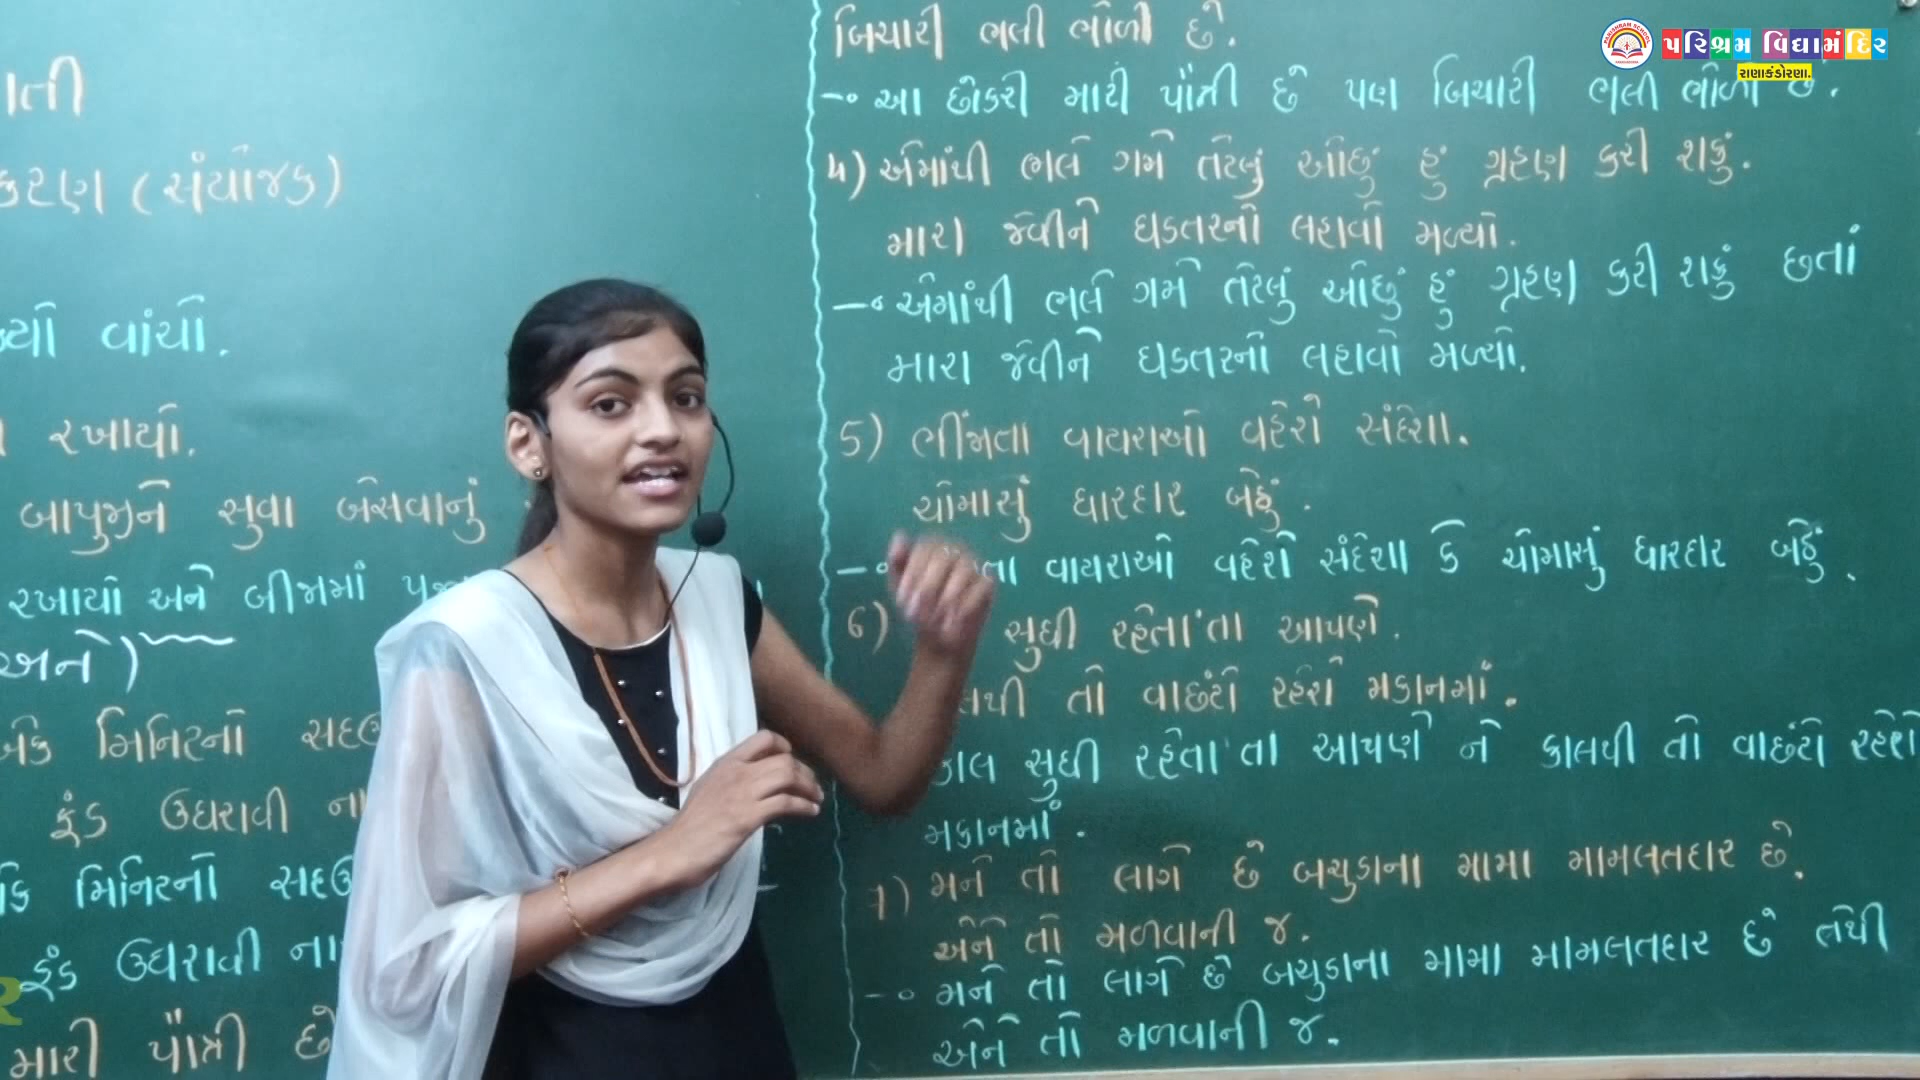 પરિશ્રમ વિદ્યામંદિર
રાણાકંડોરણા.
કરણ (સંયોજક)
વાંચો.
રખાયો.
બાપુજીને સુવા બેસવાનું
રખાયો અને બીજામાં
અને)
એક મિનિટનો
ફંડ ઉઘરાવી
મિનિટનો
ફંડ ઉઘરાવી
મારી પૌત્રી છે
બિચારી ભલી ભોળી છે.
આ છોકરી મારી પૌત્રી છે પણ બિચારી ભલી ભોળી છે.
4) એમાંથી ભલે ગમે તેટલું ઓછું હું ગ્રહણ કરી શકું.
મારા જેવીને ઘડતરનો લહાવો મળ્યો.
એમાંથી ભલે ગમે તેટલું ઓછું હું ગ્રહણ કરી શકું છતાં
મારા જેવીને ઘડતરનો લહાવો મળ્યો.
5) ભીંજતા વાયરાઓ વહેશે સંદેશા.
ચોમાસું ધારદાર બેઠું.
વાયરાઓ વહેશે સંદેશા કે ચોમાસું ધારદાર બેઠું.
6) સુધી રહેતા'તા આપણે.
તો વાછંટો રહેશે મકાનમાં.
કાલ સુધી રહેતા'તા આપણે ને કાલથી તો વાછંટો રહેશે
મકાનમાં.
7) મને તો લાગે છે બચુડાના મામા મામલતદાર છે.
એને તો મળવાની જ.
મને તો લાગે છે બચુડાના મામા મામલતદાર છે તેથી
એને તો મળવાની જ.